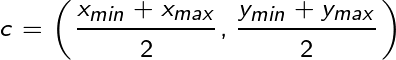 c = ( (x_min + x_max) / 2 , (y_min + y_max) / 2 )